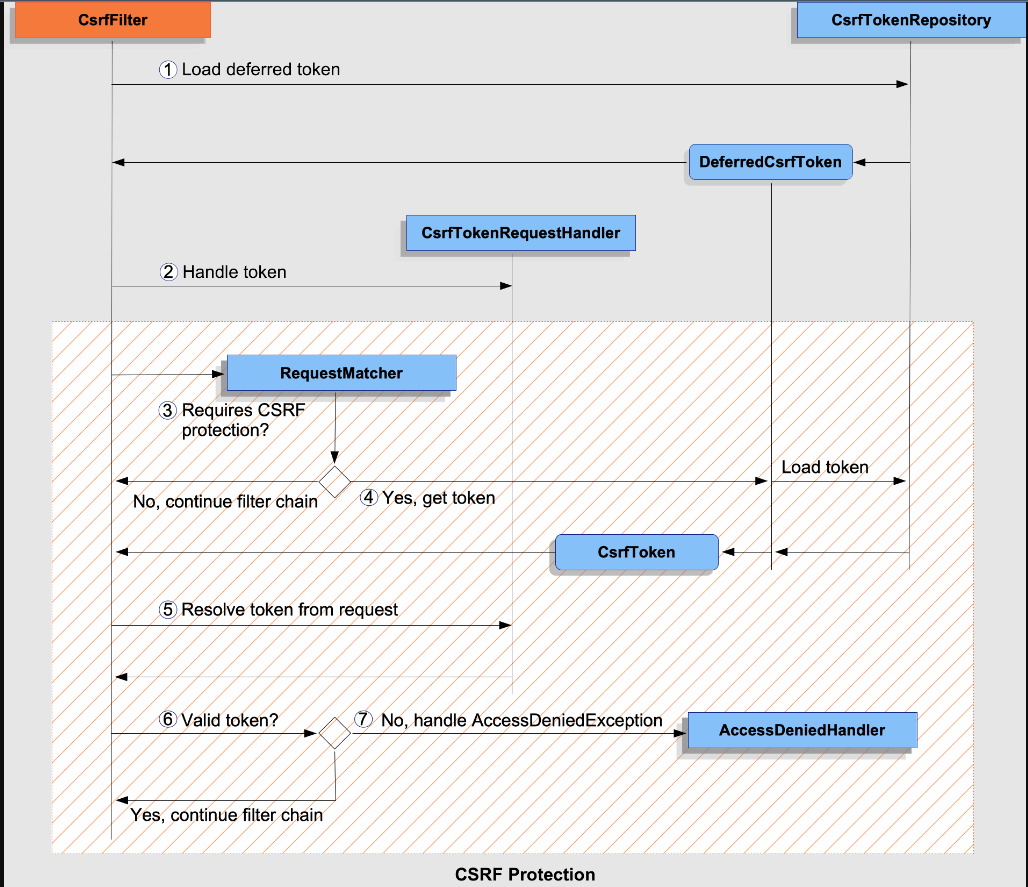 CsrfFilter
CsrfTokenRepository
① Load deferred token
DeferredCsrfToken
CsrfTokenRequestHandler
② Handle token
RequestMatcher
③ Requires CSRF
protection?
Load token
No, continue filter chain
④ Yes, get token
CsrfToken
⑤ Resolve token from request
⑥ Valid token?
⑦ No, handle AccessDeniedException
AccessDeniedHandler
Yes, continue filter chain
CSRF Protection